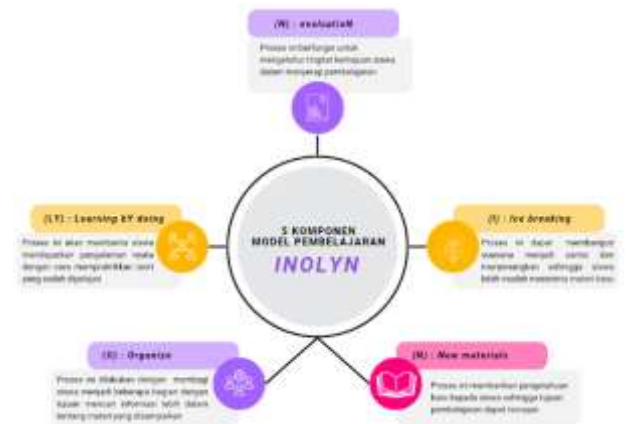 (N) : evaluatioN
Proses ini berfungsi untuk
mengetahui tingkat kemajuan siswa
dalam menyerap pembelajaran
(LY) : Learning bY doing
Proses ini akan membantu siswa
mendapatkan pengalaman nyata
dengan cara mempraktikkan teori
yang sudah dipelajari
5 KOMPONEN
MODEL PEMBELAJARAN
INOLYN
(I) : Ice breaking
Proses ini dapat membangun
suasana menjadi santai dan
menyenangkan sehingga siswa
lebih mudah menerima materi baru
(O) : Organize
Proses ini dilakukan dengan membagi
siswa menjadi beberapa bagian dengan
tujuan mencari informasi lebih dalam
tentang materi yang disampaikan
(N) : New materials
Proses ini memberikan pengetahuan
baru kepada siswa sehingga tujuan
pembelajaran dapat tercapai